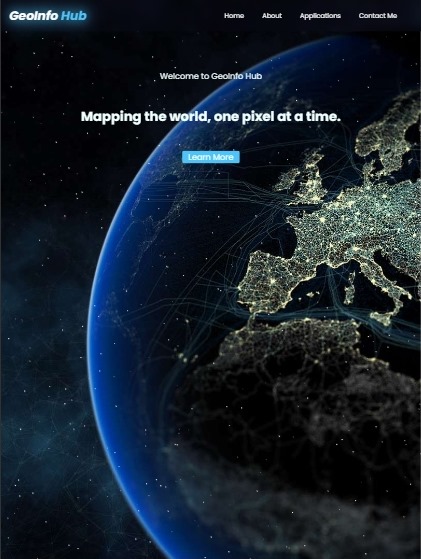 GeoInfo Hub
Home About Applications Contact Me
Welcome to GeoInfo Hub
Mapping the world, one pixel at a time.
Learn More